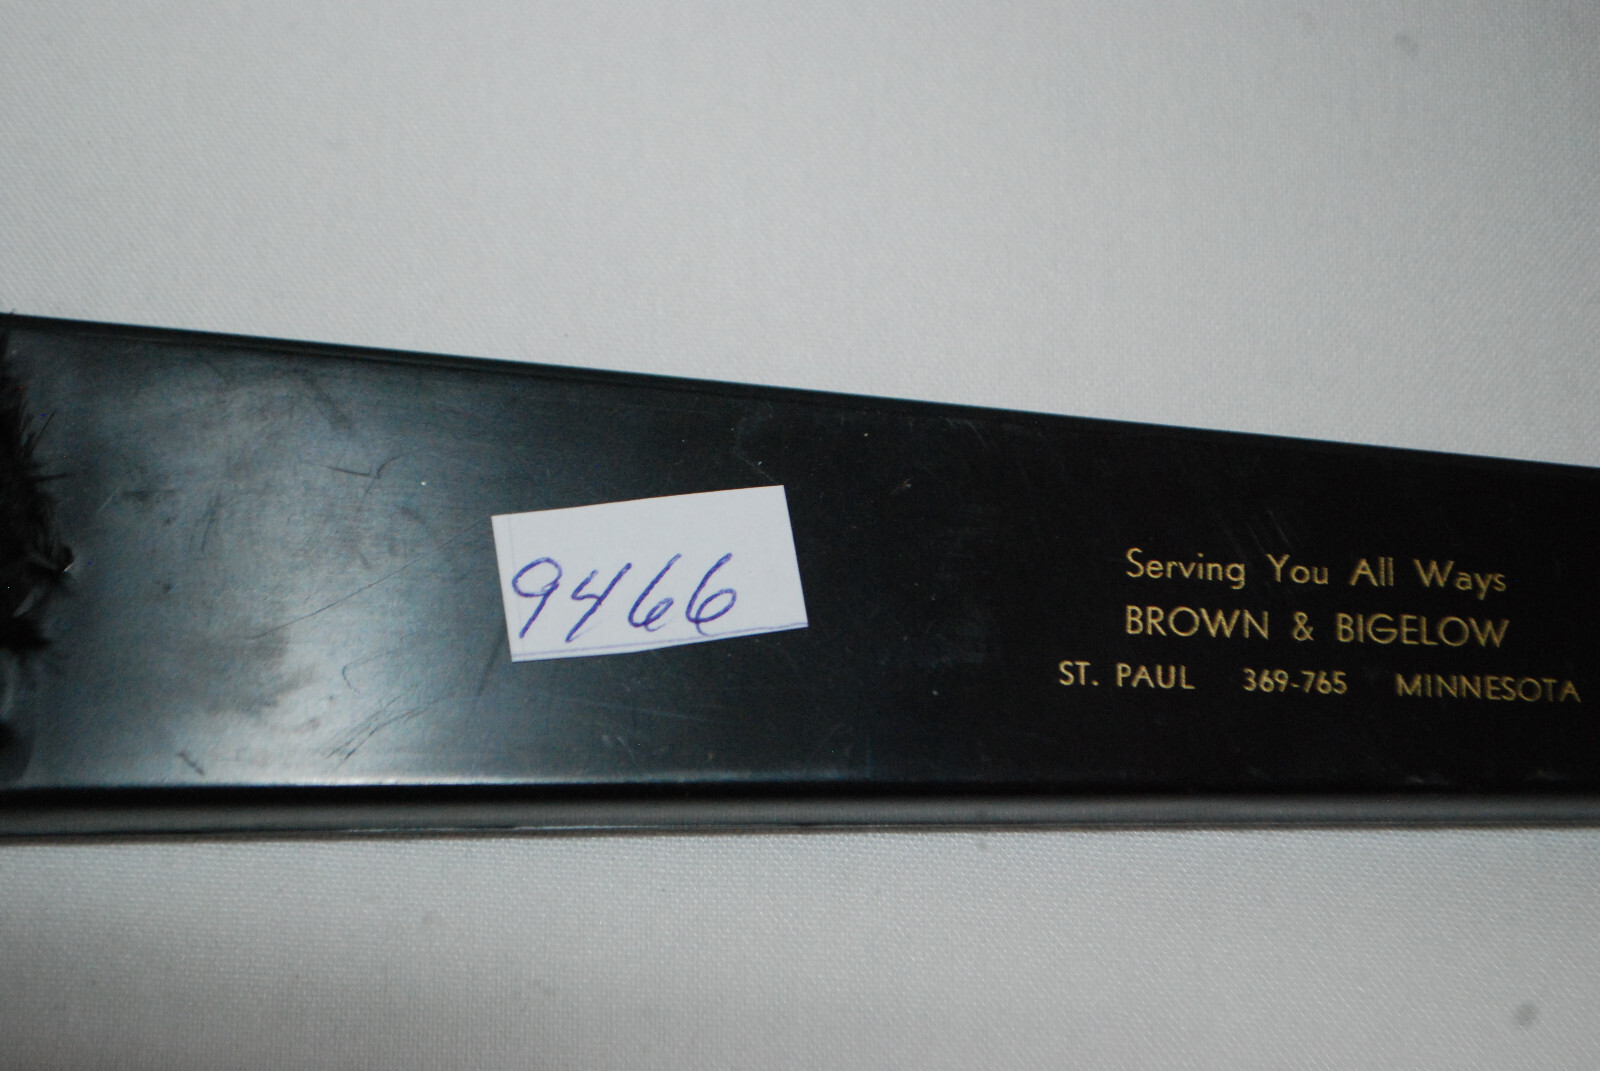 9466
Serving You All Ways
BROWN & BIGELOW
ST. PAUL 369-765 MINNESOTA